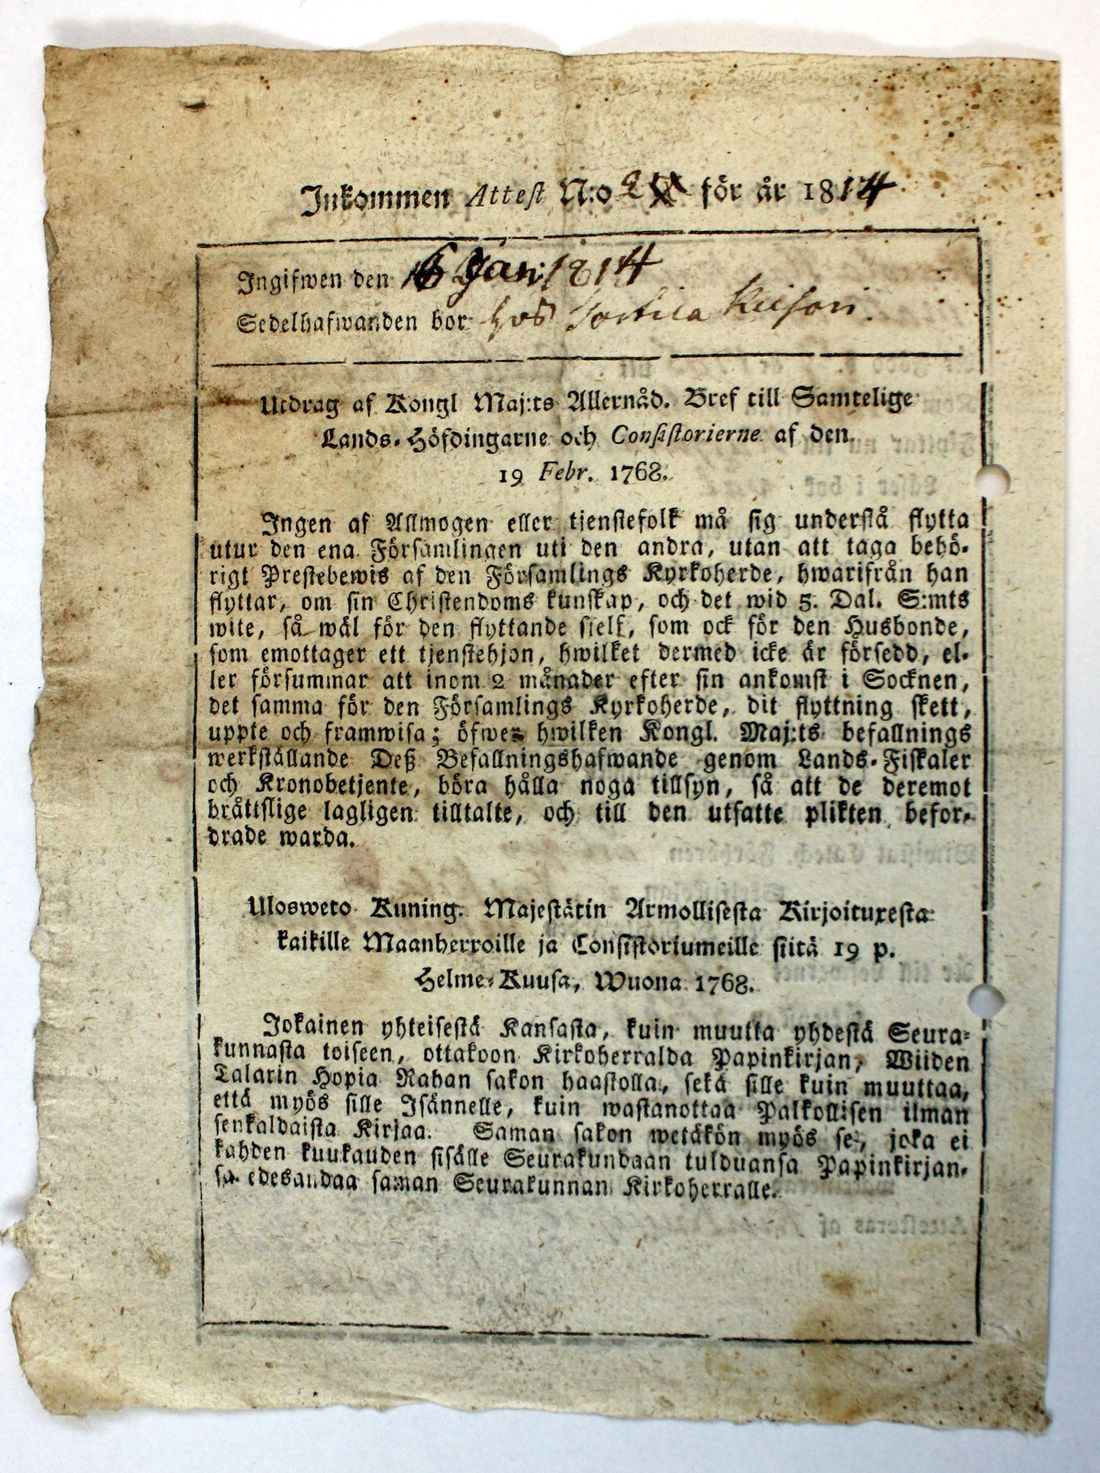 Inkommen Attest N:o 2 för år 1814
Ingifwen den 16 Jan: 1814
Sedelhafwanden bor hos
Utdrag af Kongl Maj:ts Allernåd. Bref till Samtelige
Lands-Höfdingarne och Consistorierne af den
19 Febr. 1768.
Ingen af Allmogen eller tjenstefolk må sig understå flytta
utur den ena Församlingen uti den andra, utan att taga behö-
rigt Prestebewis af den Församlings Kyrkoherde, hwarifrån han
flyttar, om sin Christendoms kunskap, och det wid 5. Dal. S:mts
wite, så wäl för den flyttande sielf, som ock för den Husbonde,
som emottager ett tjenstehjon, hwilket dermed icke är försedd, el-
ler försummar att inom 2 månader efter sin ankomst i Socknen,
det samma för den Församlings Kyrkoherde, dit flyttning skett,
uppte och framwisa; öfwer hwilken Kongl. Maj:ts befallnings
werkställande Deß Befallningshafwande genom Lands-Fiskaler
och Kronobetjente, böra hålla noga tillsyn, så att de deremot
bråttslige lagligen tilltalte, och till den utsatte plikten befor-
drade warda.
Ulosweto Kuning. Majestätin Armollisesta Kirjoituxesta
kaikille Maanherroille ja Consistoriumeille siitä 19 p.
Helme-Kuusa, Wuona 1768.
Jokainen yhteisestä Kansasta, kuin muutta yhdestä Seura-
kunnasta toiseen, ottakoon Kirkoherralda Papinkirjan, Wiiden
Talarin Hopia Rahan sakon haastolla, sekä sille kuin muuttaa,
että myös sille Isännelle, kuin wastanottaa Palkollisen ilman
senkaldaista Kirjaa. Saman sakon wetäkön myös se, joka ei
kahden kuukauden sisälle Seurakundaan tulduansa Papinkirjan-
sa edesandaa saman Seurakunnan Kirkoherralle.